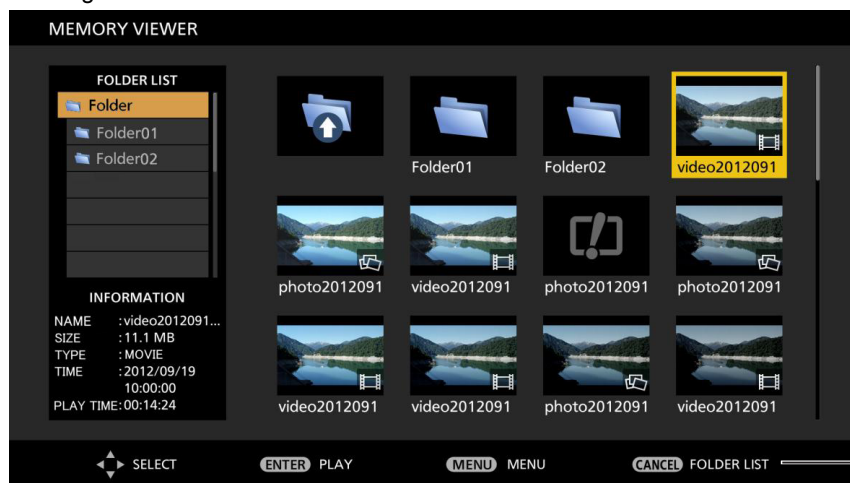 MEMORY VIEWER
FOLDER LIST
Folder
Folder01
Folder02
INFORMATION
NAME :video2012091...
SIZE :11.1 MB
TYPE :MOVIE
TIME :2012/09/19
10:00:00
PLAY TIME:00:14:24
Folder01 Folder02 video2012091
photo2012091 video2012091 photo2012091 photo2012091
video2012091 video2012091 photo2012091 video2012091
SELECT ENTER PLAY MENU MENU CANCEL FOLDER LIST